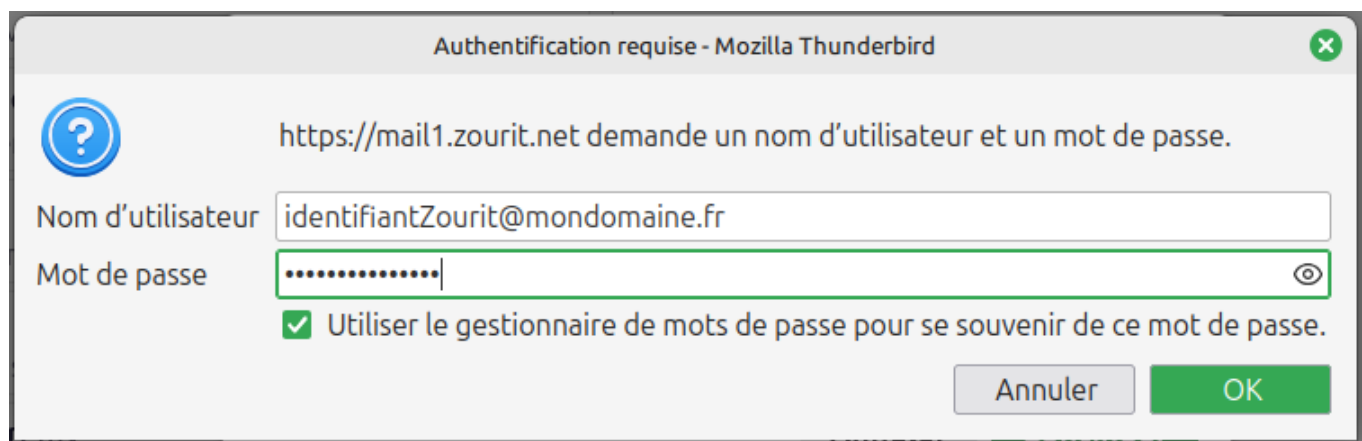 Authentification requise - Mozilla Thunderbird
https://mail1.zourit.net demande un nom d’utilisateur et un mot de passe.
Nom d’utilisateur identifiantZourit@mondomaine.fr
Mot de passe •••••••••••••••
Utiliser le gestionnaire de mots de passe pour se souvenir de ce mot de passe.
Annuler OK